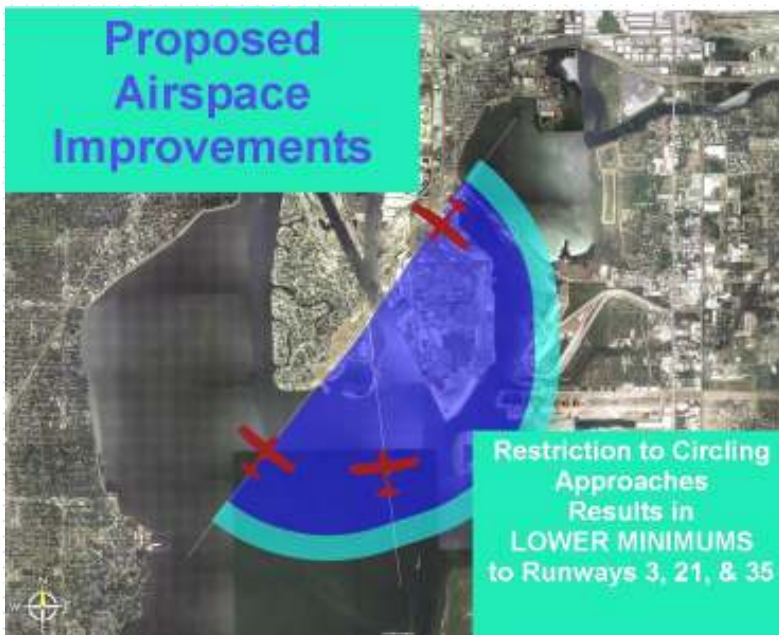 Proposed
Airspace
Improvements
Restriction to Circling
Approaches
Results in
LOWER MINIMUMS
to Runways 3, 21, & 35
N
W